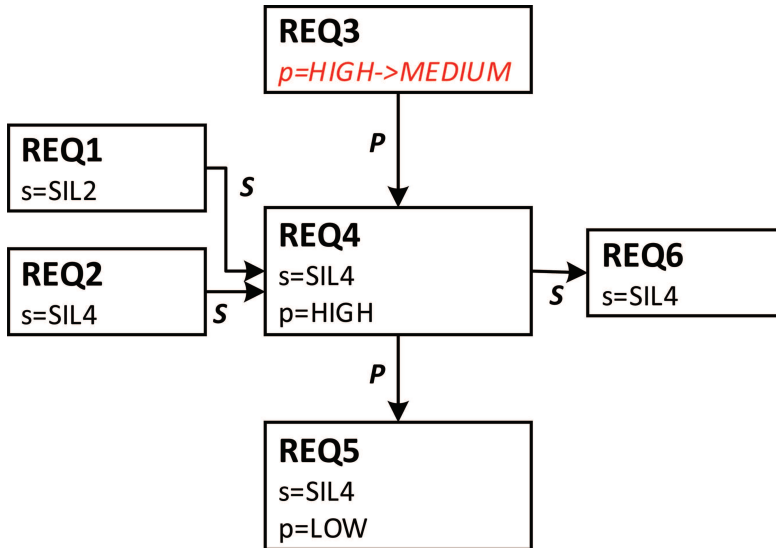 REQ3
p=HIGH->MEDIUM
P
REQ1
s=SIL2
S
REQ4
s=SIL4
p=HIGH
REQ2
s=SIL4
S
REQ6
s=SIL4
S
P
REQ5
s=SIL4
p=LOW